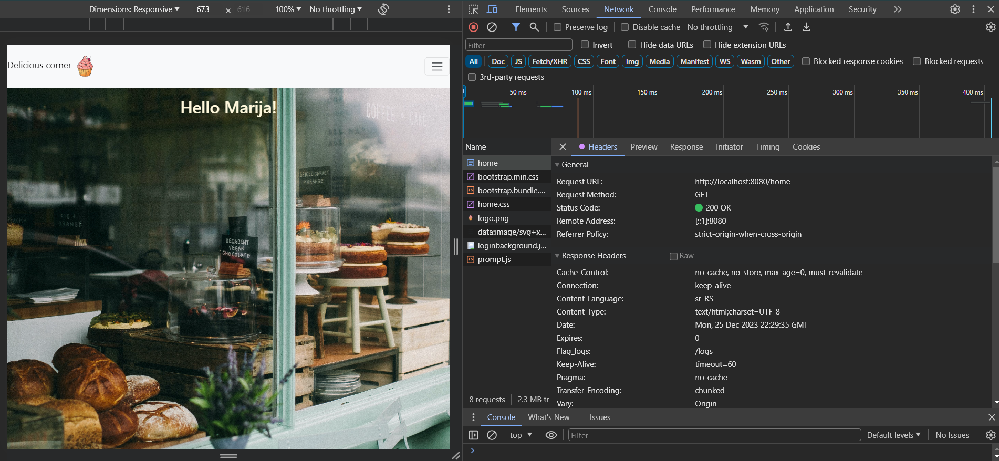 Dimensions: Responsive 673 × 616 100% No throttling
Delicious corner
Hello Marija!
COFFEE + CAKE
SPICED CARROT
+ ORANGE
FIG +
ORANGE
DECADENT
VEGAN
CHOCOLATE
Elements Sources Network Console Performance Memory Application Security
Preserve log Disable cache No throttling
Filter Invert Hide data URLs Hide extension URLs
All Doc JS Fetch/XHR CSS Font Img Media Manifest WS Wasm Other Blocked response cookies Blocked requests
3rd-party requests
50 ms 100 ms 150 ms 200 ms 250 ms 300 ms 350 ms 400 ms
Name
home
bootstrap.min.css
bootstrap.bundle....
home.css
logo.png
data:image/svg+x...
loginbackground.j...
prompt.js
8 requests 2.3 MB tr
Headers Preview Response Initiator Timing Cookies
General
Request URL: http://localhost:8080/home
Request Method: GET
Status Code: 200 OK
Remote Address: [::1]:8080
Referrer Policy: strict-origin-when-cross-origin
Response Headers Raw
Cache-Control: no-cache, no-store, max-age=0, must-revalidate
Connection: keep-alive
Content-Language: sr-RS
Content-Type: text/html;charset=UTF-8
Date: Mon, 25 Dec 2023 22:29:35 GMT
Expires: 0
Flag_logs: /logs
Keep-Alive: timeout=60
Pragma: no-cache
Transfer-Encoding: chunked
Vary: Origin
Console What's New Issues
top Filter Default levels No Issues